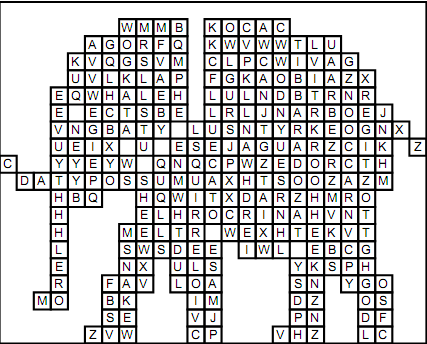 WMMB KOCAC
AGORFQ KWVWWTLU
KVQGSVM CLPCWIVAG
UVLKLAP FGKAOBIAZX
EQWHALEH LULNDBTRNR
E ECTSBE LRLJNARBOEJ
VNGBATY LUSNTYRKEOGNX
UEIX U ESEJAGUARZCIK Z
C YYEYW QNQCPWZEDORCTH
DATYPOSSUMUAXHTSOOZAZM
HBQ HQWITXDARZHMRO
H ELHROCRINAHVNT
H MELTR WEXHTEKVT
L SWSDEE IWL EBCG
E NX U S YKSPH
R FAV LOA SN YGO
MO BK IM DZ OS
SE VJ PN DF
ZVW CP VHZ LC